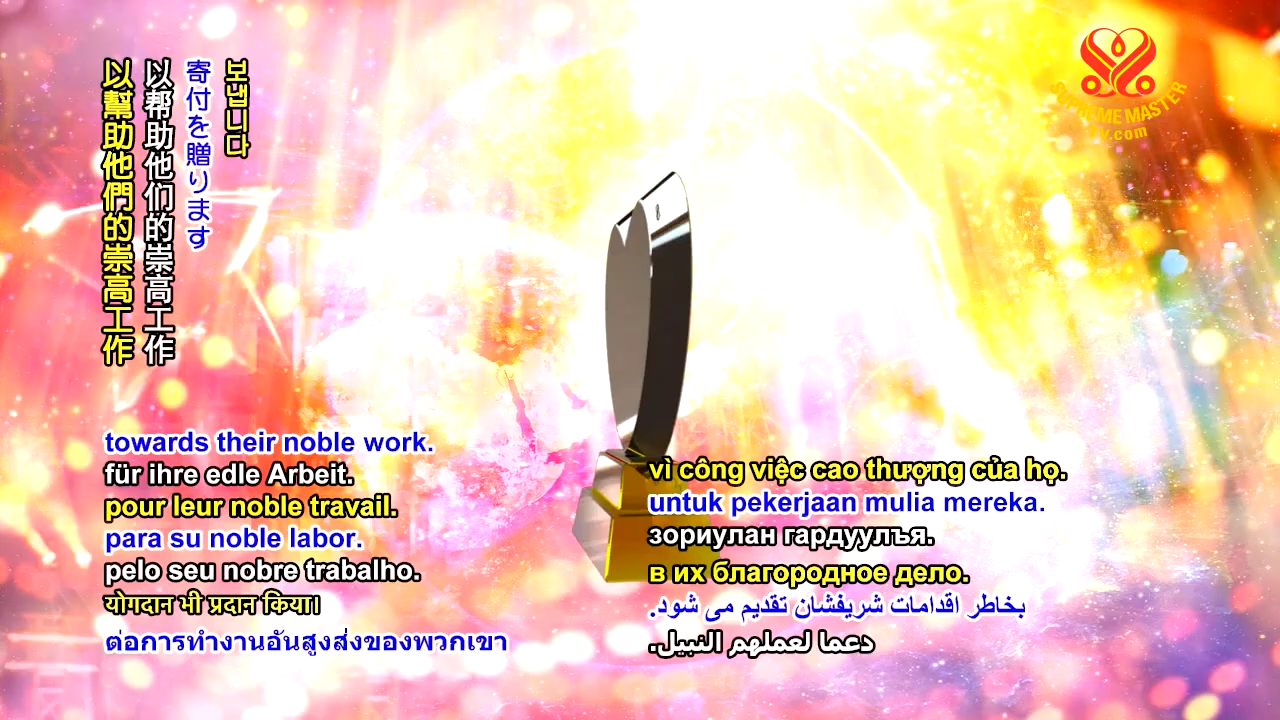 보냅니다
寄付を贈ります
以帮助他们的崇高工作
以幫助他們的崇高工作
SUPREME MASTER
TV.com
towards their noble work.
für ihre edle Arbeit.
pour leur noble travail.
para su noble labor.
pelo seu nobre trabalho.
योगदान भी प्रदान किया।
ต่อการทำงานอันสูงส่งของพวกเขา
vì công việc cao thượng của họ.
untuk pekerjaan mulia mereka.
зориулан гардуулъя.
в их благородное дело.
بخاطر اقدامات شریفشان تقدیم می شود.
دعما لعملهم النبيل.